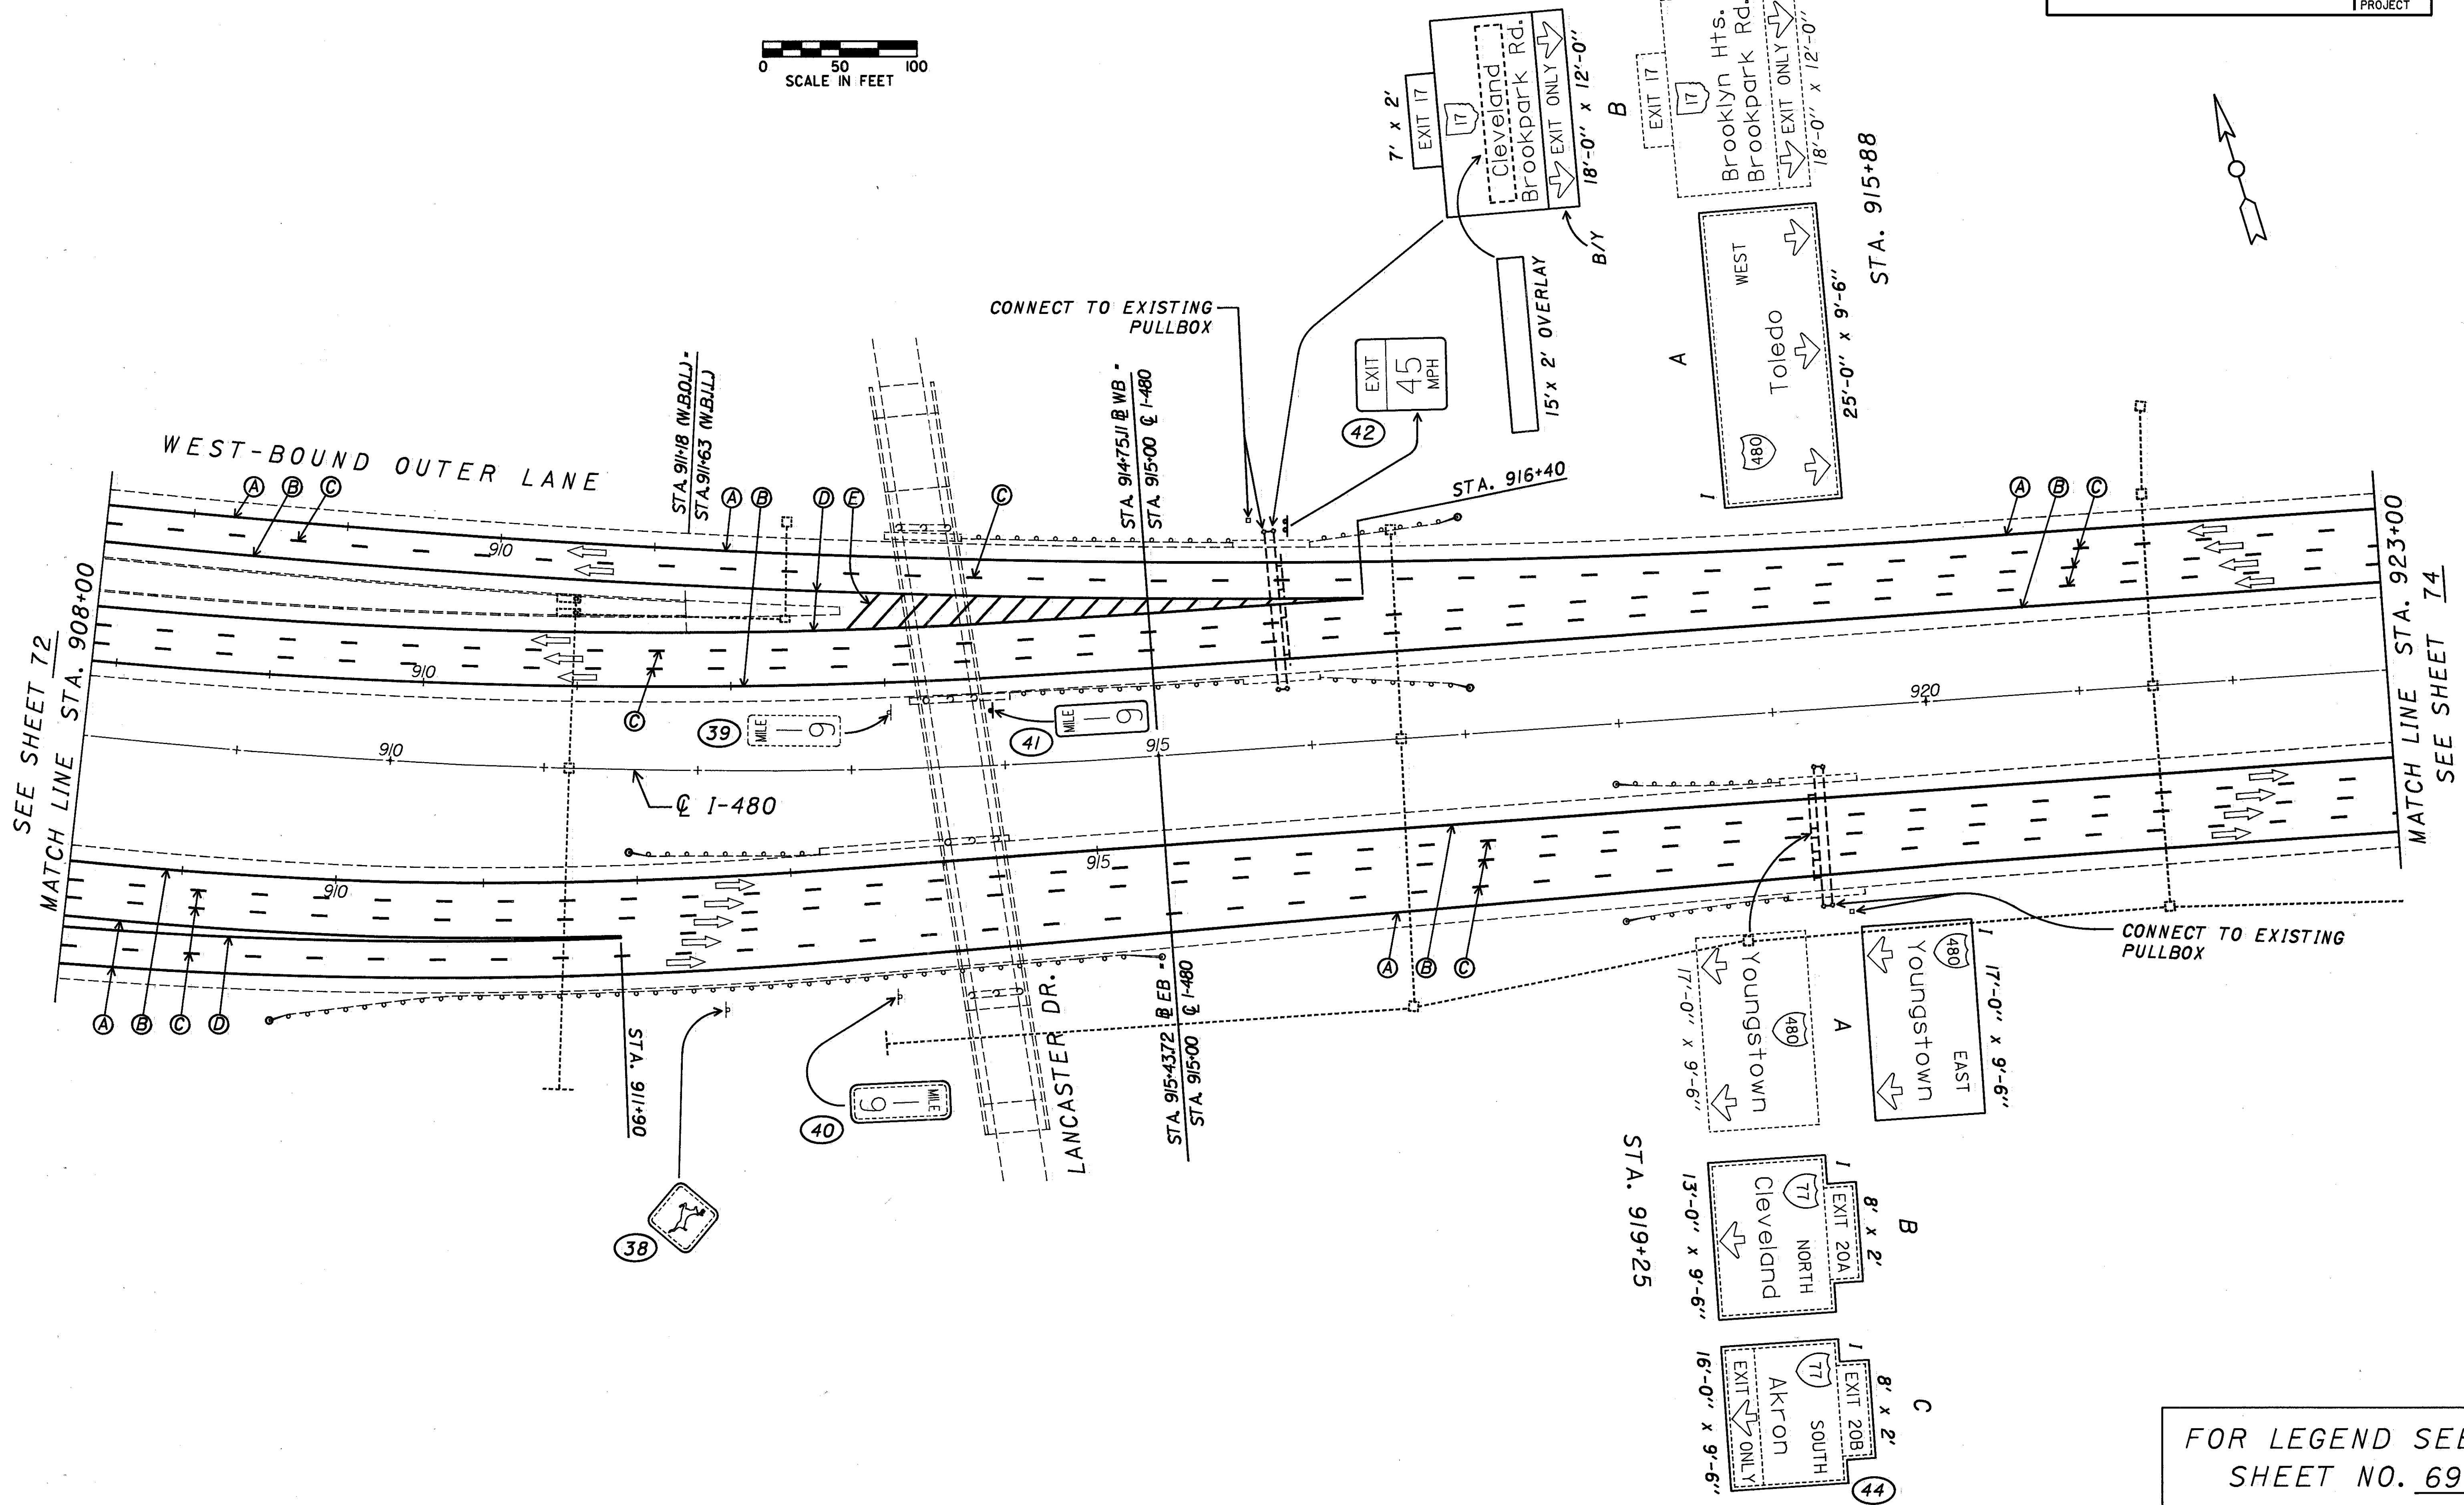 PROJECT
0 50 100
SCALE IN FEET
7' x 2'
EXIT 17
17
Cleveland
Brookpark Rd.
EXIT ONLY
18'-0" x 12'-0"
B
B/Y
15' x 2' OVERLAY
EXIT 17
17
Brooklyn Hts.
Brookpark Rd.
EXIT ONLY
18'-0" x 12'-0"
STA. 915+88
A
I
WEST
480
Toledo
25'-0" x 9'-6"
CONNECT TO EXISTING
PULLBOX
EXIT
45
MPH
42
STA. 916+40
WEST-BOUND OUTER LANE
STA. 911+18 (W.B.O.L.) =
STA. 911+63 (W.B.I.L.)
STA. 914+75.11 ℄ WB =
STA. 915+00 ℄ I-480
A B C
A B D E
C
A B C
910
910
C
910
920
915
SEE SHEET 72
MATCH LINE STA. 908+00
MATCH LINE STA. 923+00
SEE SHEET 74
39
MILE
1
9
41
MILE
1
9
℄ I-480
910
915
A B C D
A B C
STA. 911+90
LANCASTER DR.
STA. 915+43.72 ℄ EB =
STA. 915+00 ℄ I-480
38
40
MILE
1
9
CONNECT TO EXISTING
PULLBOX
480
Youngstown
17'-0" x 9'-6"
A
I
480
EAST
Youngstown
17'-0" x 9'-6"
STA. 919+25
B
I
8' x 2'
EXIT 20A
77
NORTH
Cleveland
13'-0" x 9'-6"
C
I
8' x 2'
EXIT 20B
77
SOUTH
Akron
EXIT ONLY
16'-0" x 9'-6"
44
FOR LEGEND SEE
SHEET NO. 69